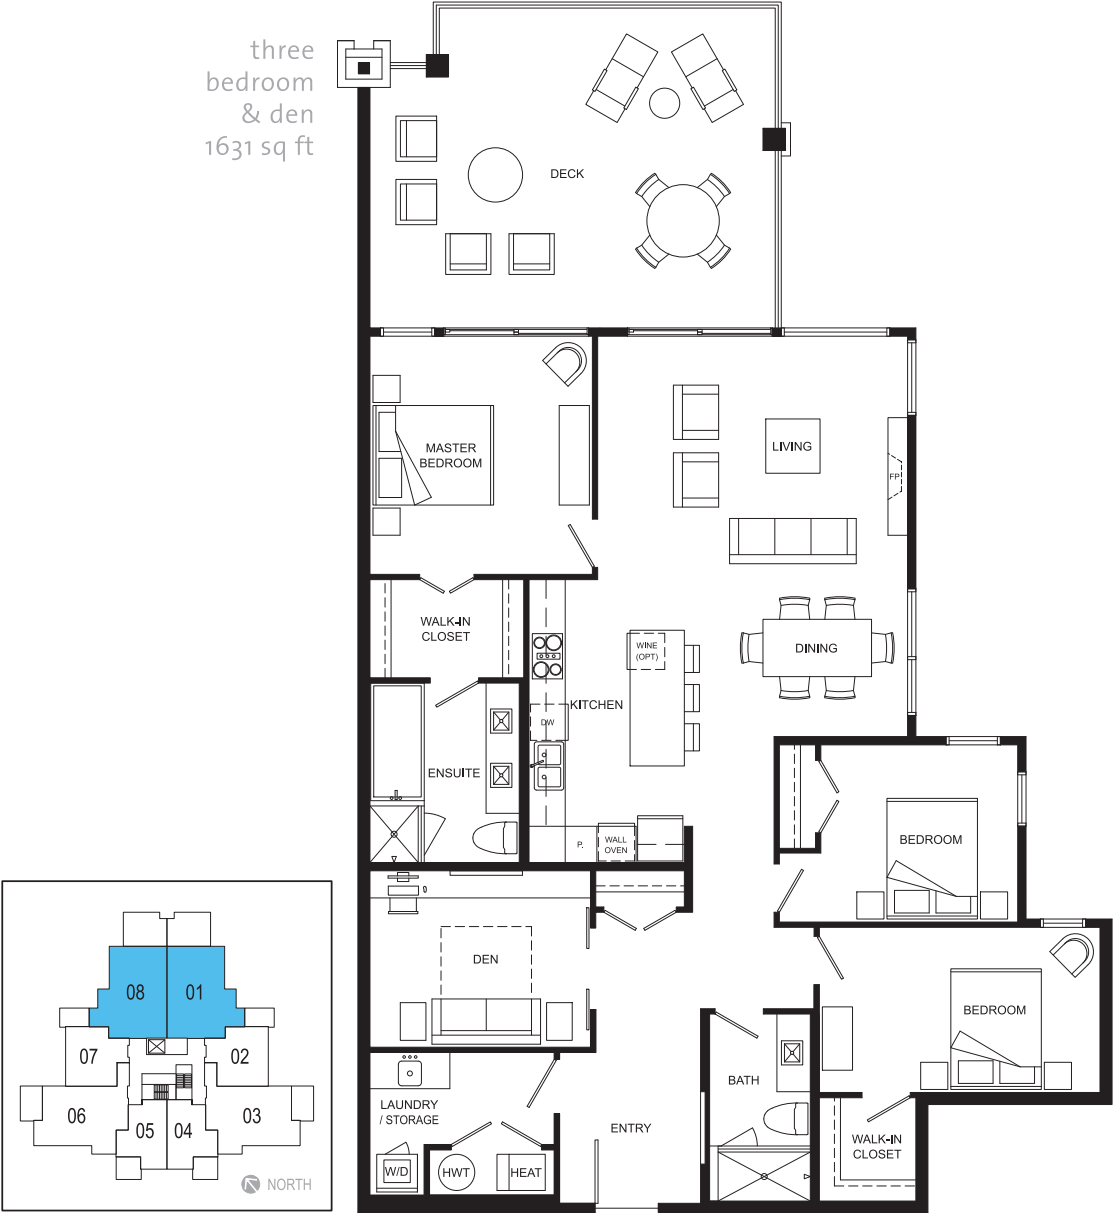 three
bedroom
& den
1631 sq ft
DECK
MASTER
BEDROOM
LIVING
FP
WALK-IN
CLOSET
WINE
(OPT)
DINING
KITCHEN
DW
ENSUITE
P.
WALL
OVEN
BEDROOM
DEN
BEDROOM
BATH
LAUNDRY
/ STORAGE
ENTRY
WALK-IN
CLOSET
W/D
HWT
HEAT
08
01
07
02
06
05
04
03
NORTH